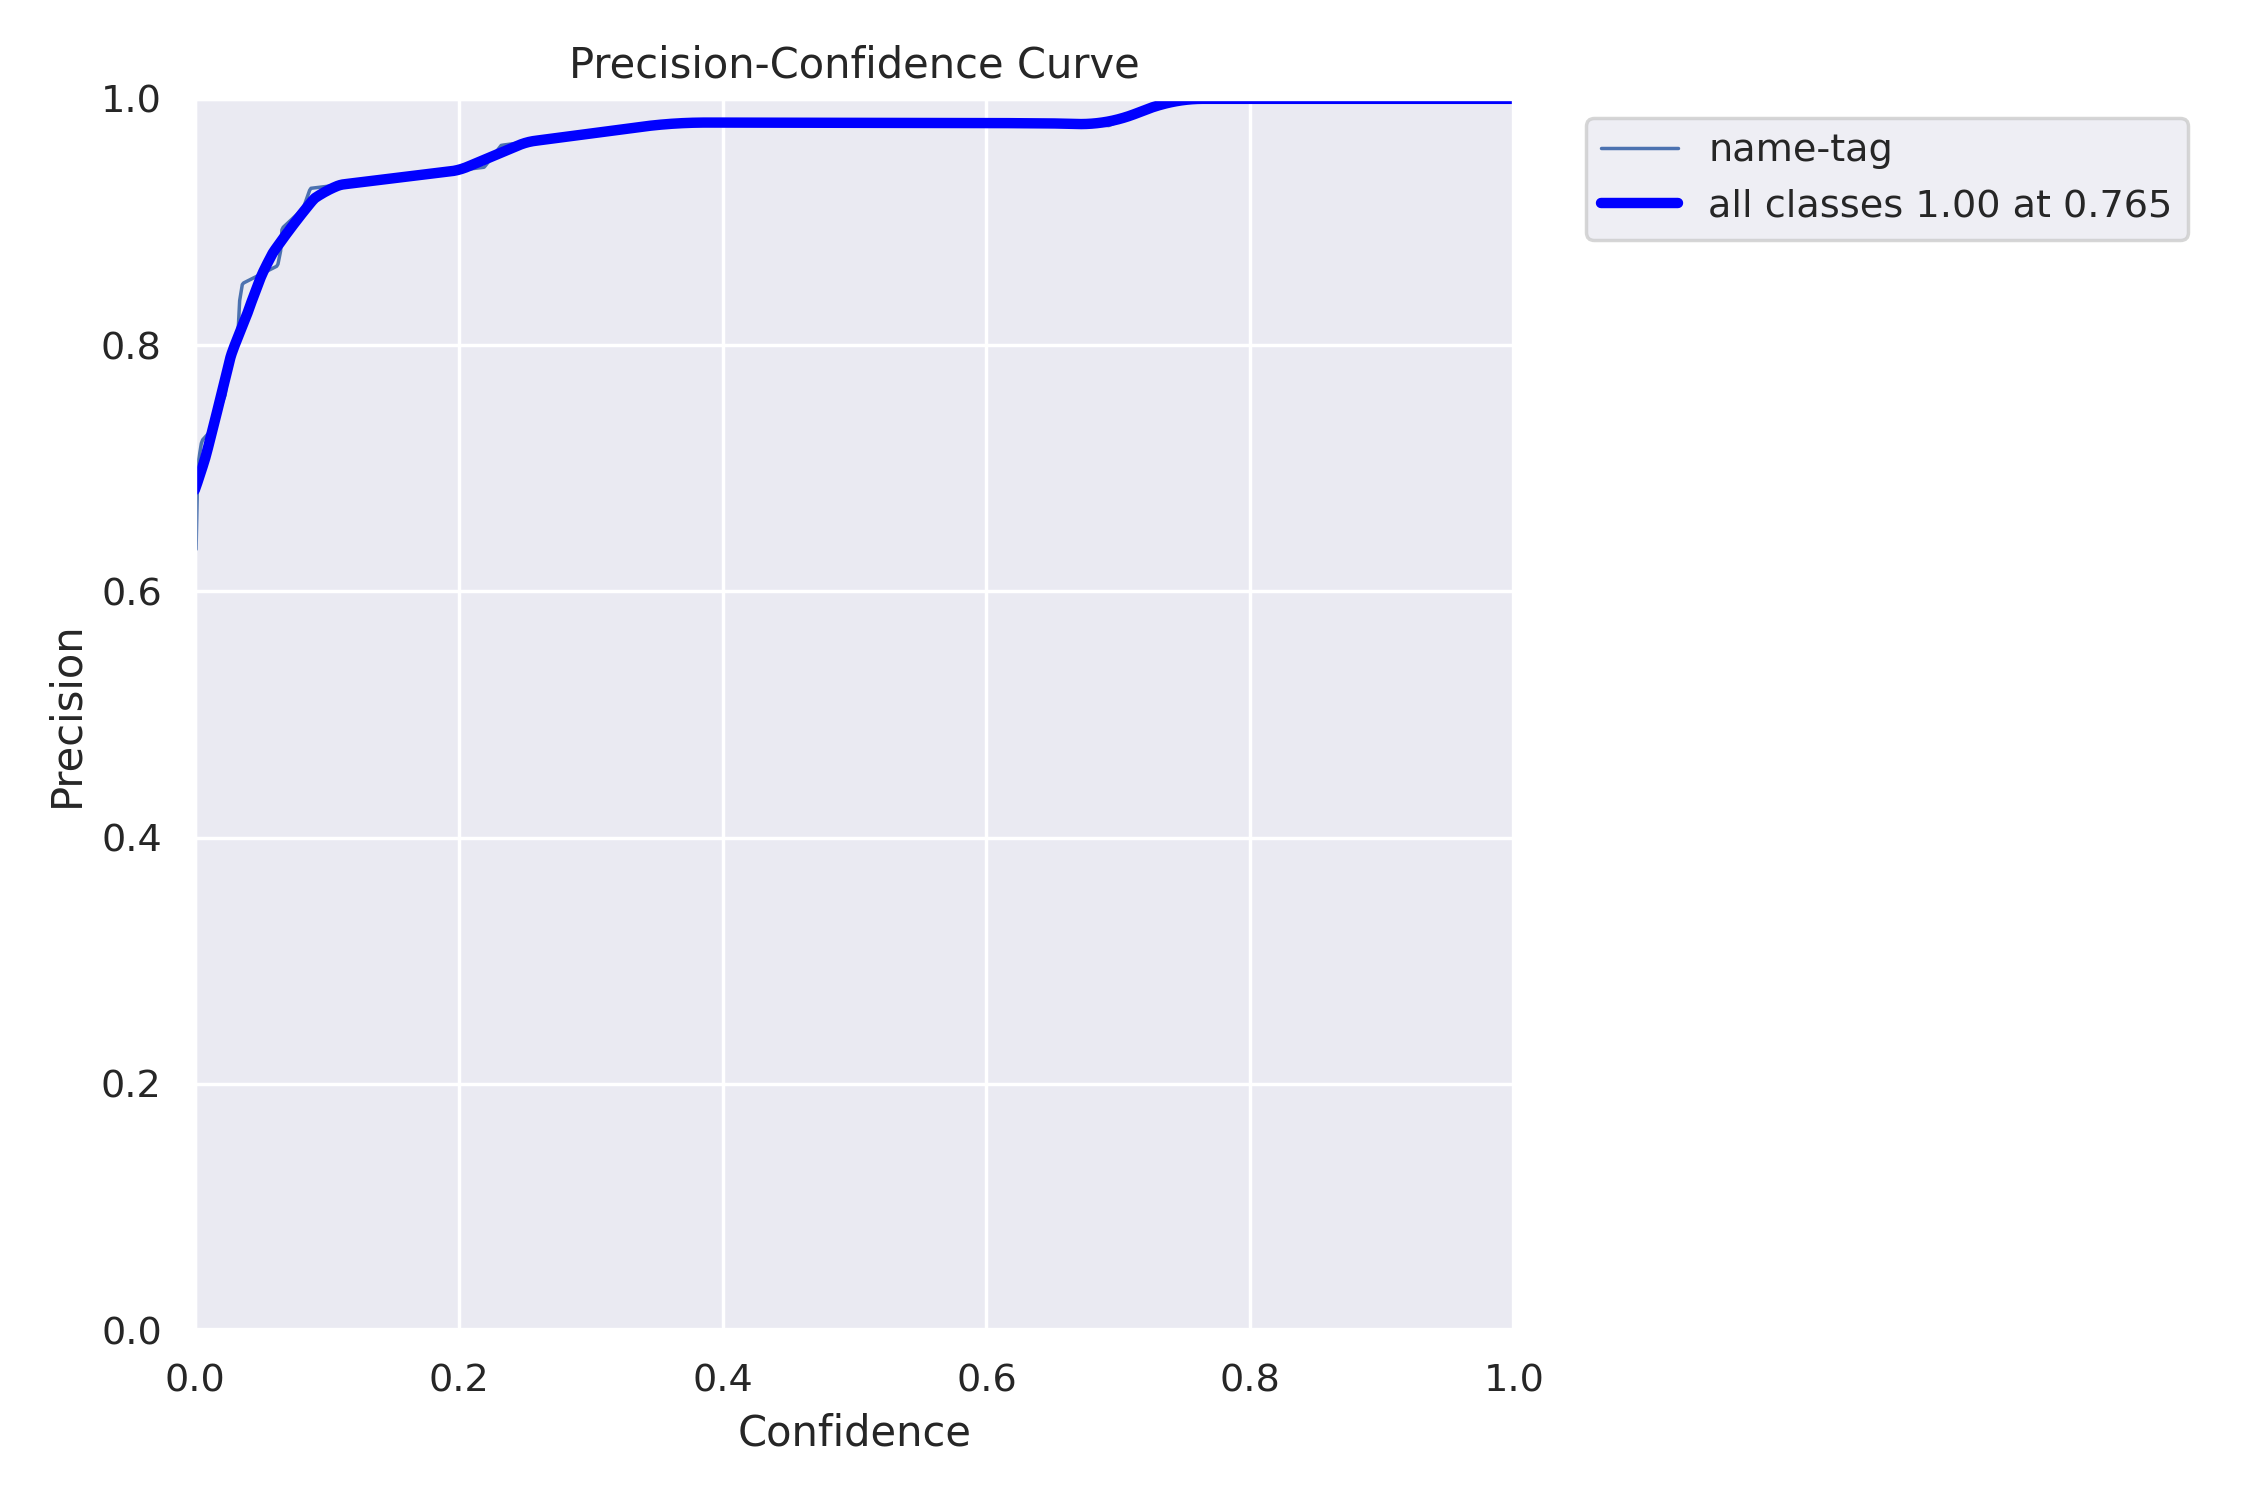 Precision-Confidence Curve
1.0
0.8
0.6
0.4
0.2
0.0
Precision
0.0 0.2 0.4 0.6 0.8 1.0
Confidence
name-tag
all classes 1.00 at 0.765